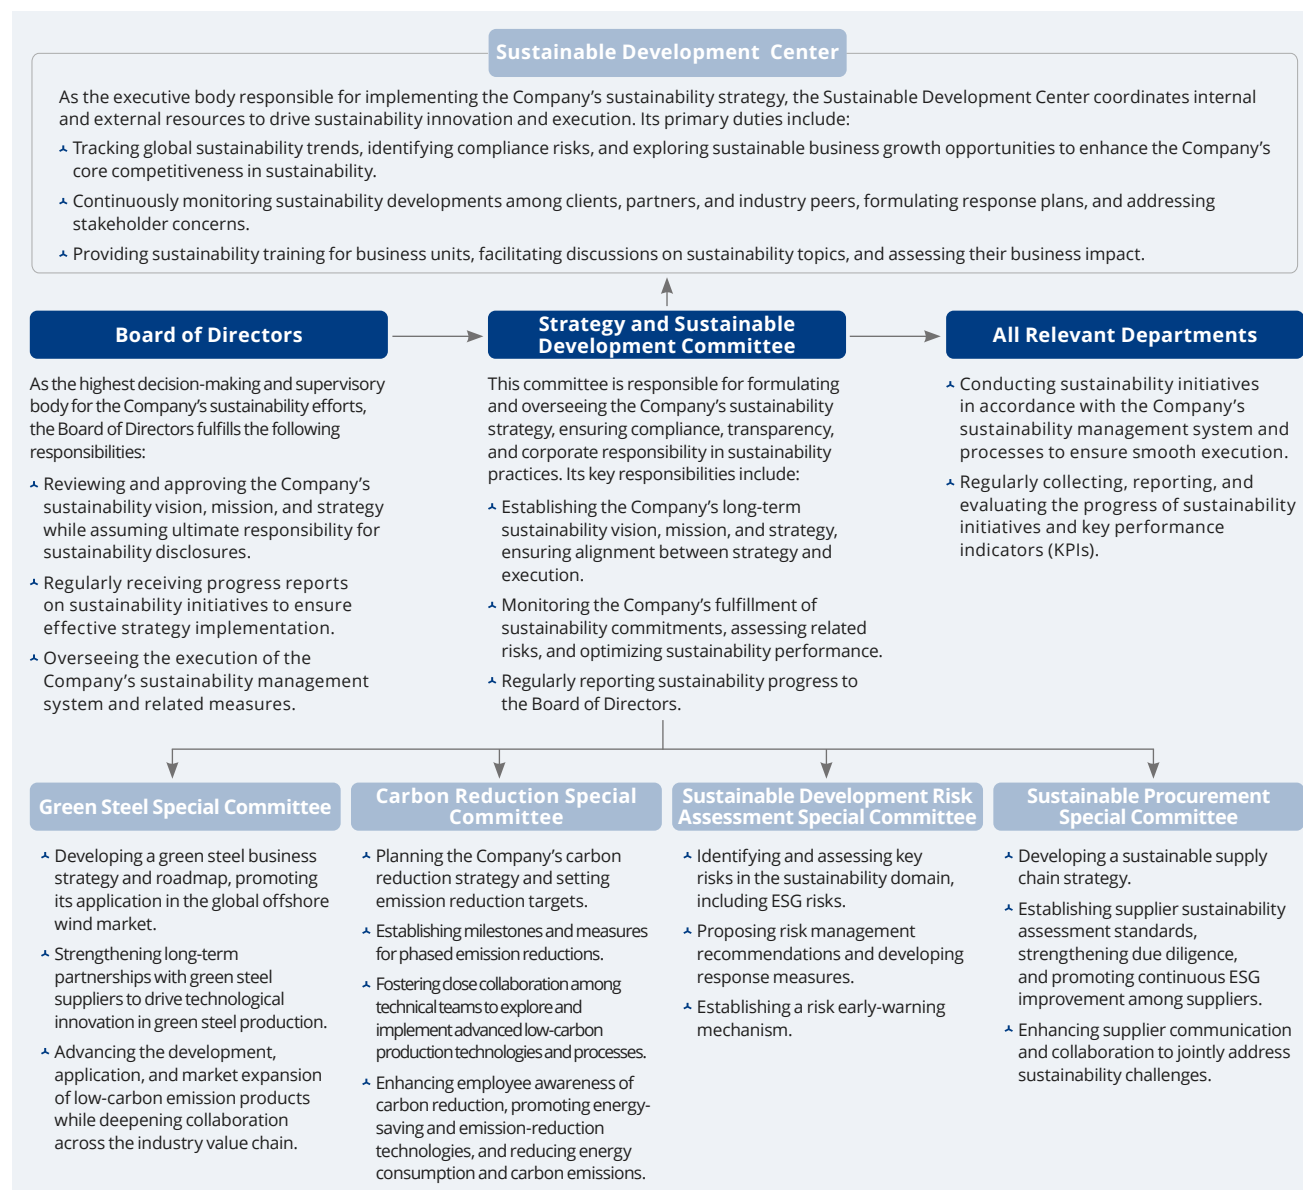 Sustainable Development Center
As the executive body responsible for implementing the Company’s sustainability strategy, the Sustainable Development Center coordinates internal
and external resources to drive sustainability innovation and execution. Its primary duties include:
Tracking global sustainability trends, identifying compliance risks, and exploring sustainable business growth opportunities to enhance the Company’s
core competitiveness in sustainability.
Continuously monitoring sustainability developments among clients, partners, and industry peers, formulating response plans, and addressing
stakeholder concerns.
Providing sustainability training for business units, facilitating discussions on sustainability topics, and assessing their business impact.
Board of Directors
As the highest decision-making and supervisory
body for the Company’s sustainability efforts,
the Board of Directors fulfills the following
responsibilities:
Reviewing and approving the Company’s
sustainability vision, mission, and strategy
while assuming ultimate responsibility for
sustainability disclosures.
Regularly receiving progress reports
on sustainability initiatives to ensure
effective strategy implementation.
Overseeing the execution of the
Company’s sustainability management
system and related measures.
Strategy and Sustainable
Development Committee
This committee is responsible for formulating
and overseeing the Company’s sustainability
strategy, ensuring compliance, transparency,
and corporate responsibility in sustainability
practices. Its key responsibilities include:
Establishing the Company’s long-term
sustainability vision, mission, and strategy,
ensuring alignment between strategy and
execution.
Monitoring the Company’s fulfillment of
sustainability commitments, assessing related
risks, and optimizing sustainability performance.
Regularly reporting sustainability progress to
the Board of Directors.
All Relevant Departments
Conducting sustainability initiatives
in accordance with the Company’s
sustainability management system and
processes to ensure smooth execution.
Regularly collecting, reporting, and
evaluating the progress of sustainability
initiatives and key performance
indicators (KPIs).
Green Steel Special Committee
Developing a green steel business
strategy and roadmap, promoting
its application in the global offshore
wind market.
Strengthening long-term
partnerships with green steel
suppliers to drive technological
innovation in green steel production.
Advancing the development,
application, and market expansion
of low-carbon emission products
while deepening collaboration
across the industry value chain.
Carbon Reduction Special
Committee
Planning the Company’s carbon
reduction strategy and setting
emission reduction targets.
Establishing milestones and measures
for phased emission reductions.
Fostering close collaboration among
technical teams to explore and
implement advanced low-carbon
production technologies and processes.
Enhancing employee awareness of
carbon reduction, promoting energy-
saving and emission-reduction
technologies, and reducing energy
consumption and carbon emissions.
Sustainable Development Risk
Assessment Special Committee
Identifying and assessing key
risks in the sustainability domain,
including ESG risks.
Proposing risk management
recommendations and developing
response measures.
Establishing a risk early-warning
mechanism.
Sustainable Procurement
Special Committee
Developing a sustainable supply
chain strategy.
Establishing supplier sustainability
assessment standards,
strengthening due diligence,
and promoting continuous ESG
improvement among suppliers.
Enhancing supplier communication
and collaboration to jointly address
sustainability challenges.